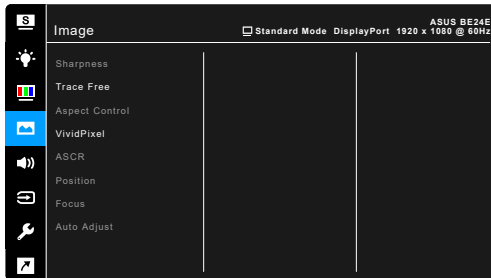 S
ASUS BE24E
Image
Standard Mode DisplayPort 1920 x 1080 @ 60Hz
Sharpness
Trace Free
Aspect Control
VividPixel
ASCR
Position
Focus
Auto Adjust